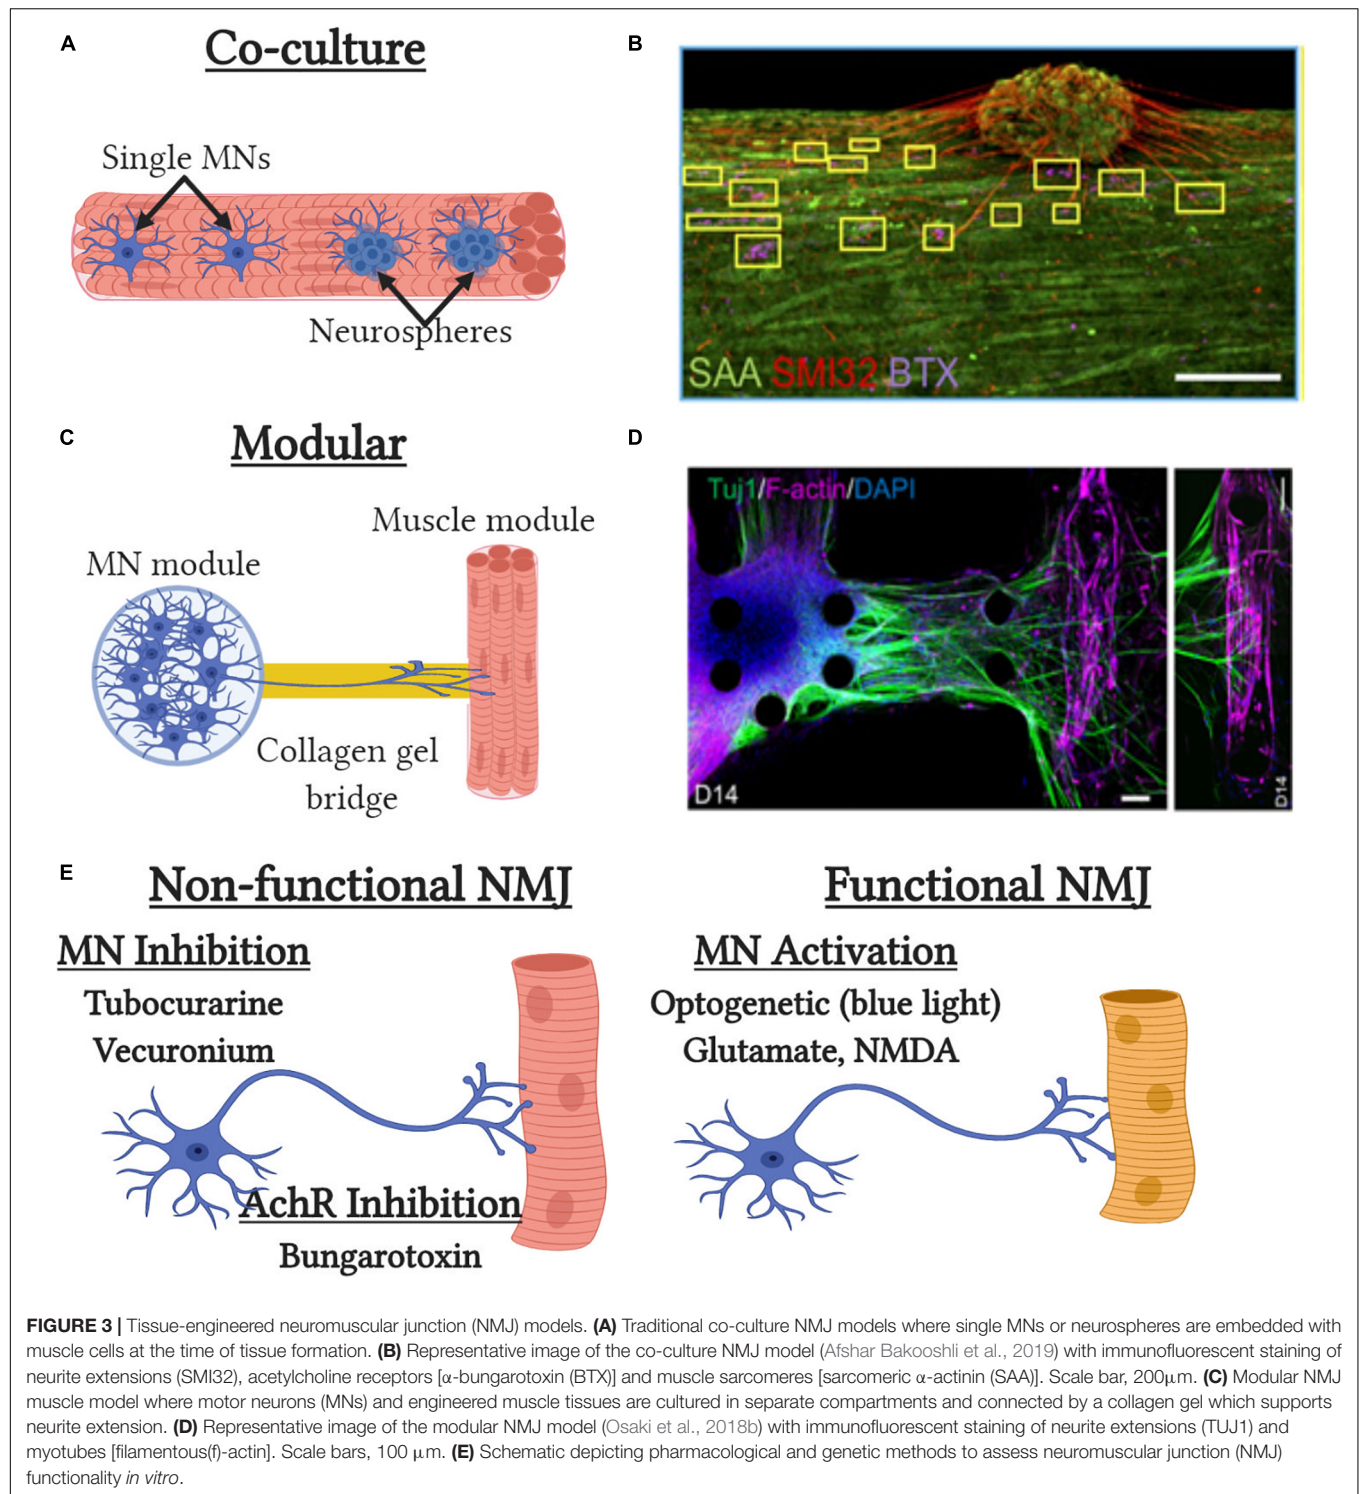 A
Co-culture
Single MNs
Neurospheres
B
SAA SMI32 BTX
C
Modular
MN module
Muscle module
Collagen gel
bridge
D
Tuj1/F-actin/DAPI
D14
D14
E
Non-functional NMJ
MN Inhibition
Tubocurarine
Vecuronium
AchR Inhibition
Bungarotoxin
Functional NMJ
MN Activation
Optogenetic (blue light)
Glutamate, NMDA
FIGURE 3 | Tissue-engineered neuromuscular junction (NMJ) models. (A) Traditional co-culture NMJ models where single MNs or neurospheres are embedded with
muscle cells at the time of tissue formation. (B) Representative image of the co-culture NMJ model (Afshar Bakooshli et al., 2019) with immunofluorescent staining of
neurite extensions (SMI32), acetylcholine receptors [α-bungarotoxin (BTX)] and muscle sarcomeres [sarcomeric α-actinin (SAA)]. Scale bar, 200μm. (C) Modular NMJ
muscle model where motor neurons (MNs) and engineered muscle tissues are cultured in separate compartments and connected by a collagen gel which supports
neurite extension. (D) Representative image of the modular NMJ model (Osaki et al., 2018b) with immunofluorescent staining of neurite extensions (TUJ1) and
myotubes [filamentous(f)-actin]. Scale bars, 100 μm. (E) Schematic depicting pharmacological and genetic methods to assess neuromuscular junction (NMJ)
functionality in vitro.